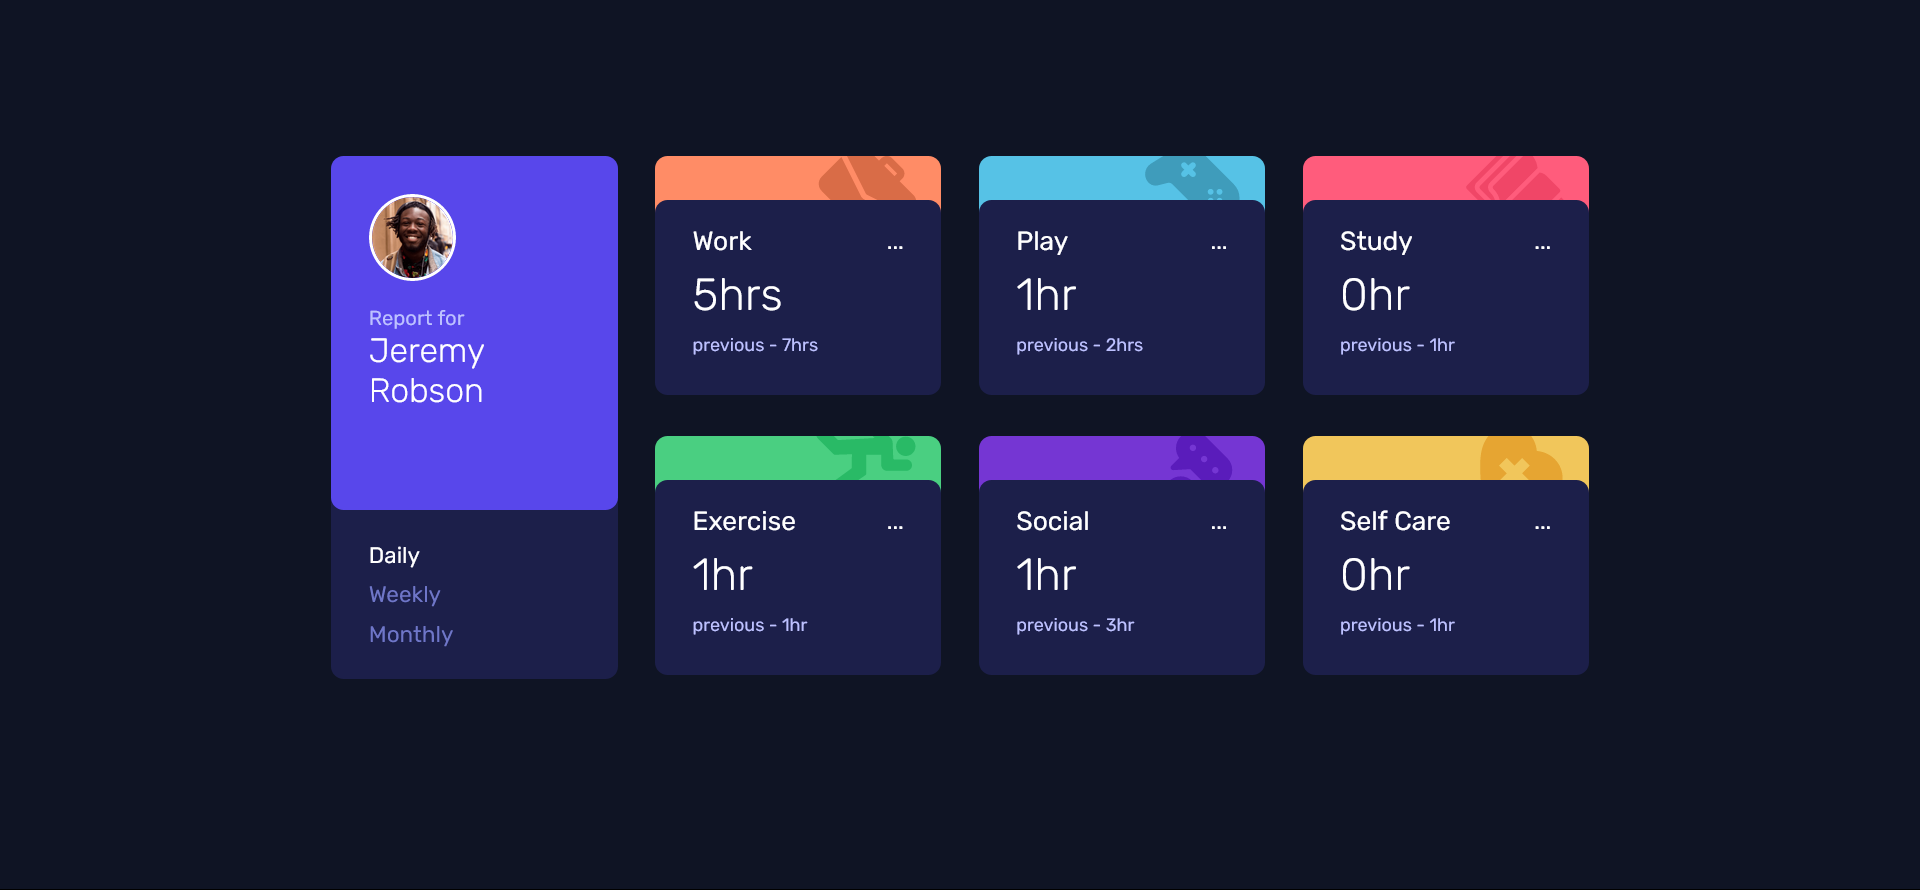 Report for
Jeremy
Robson
Daily
Weekly
Monthly
Work ...
5hrs
previous - 7hrs
Play ...
1hr
previous - 2hrs
Study ...
0hr
previous - 1hr
Exercise ...
1hr
previous - 1hr
Social ...
1hr
previous - 3hr
Self Care ...
0hr
previous - 1hr